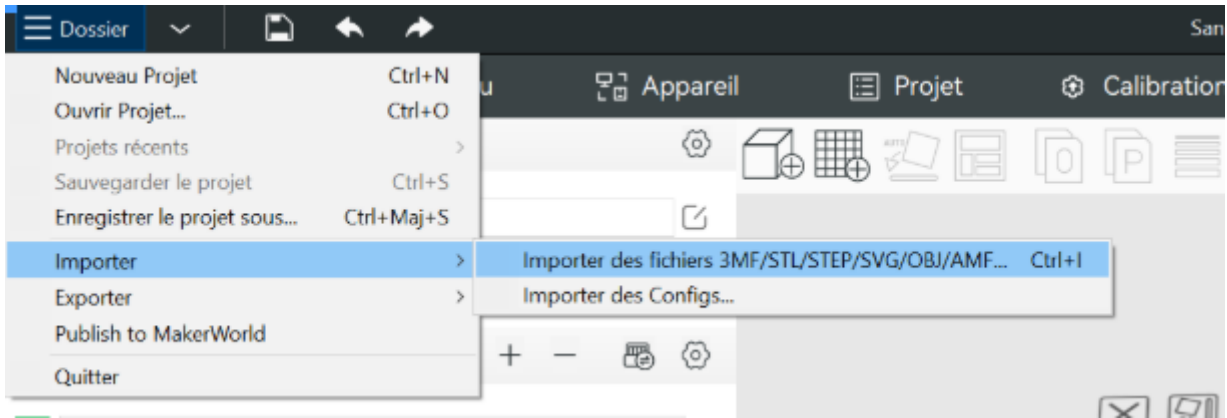 Dossier
San
Nouveau Projet Ctrl+N
u
Appareil
Projet
Calibration
Ouvrir Projet... Ctrl+O
Projets récents
AUTO
O
P
Sauvegarder le projet Ctrl+S
Enregistrer le projet sous... Ctrl+Maj+S
Importer
Importer des fichiers 3MF/STL/STEP/SVG/OBJ/AMF... Ctrl+I
Exporter
Importer des Configs...
Publish to MakerWorld
Quitter